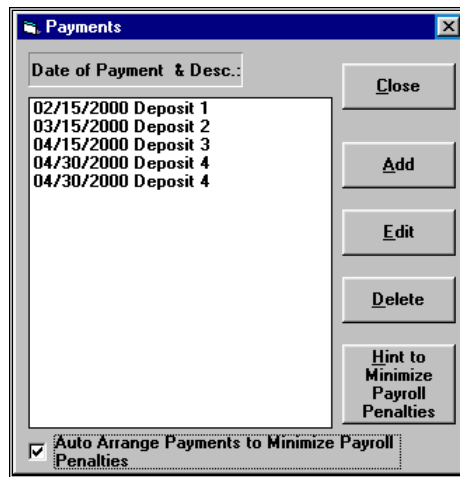 Payments
Date of Payment & Desc.:
02/15/2000 Deposit 1
03/15/2000 Deposit 2
04/15/2000 Deposit 3
04/30/2000 Deposit 4
04/30/2000 Deposit 4
Close
Add
Edit
Delete
Hint to
Minimize
Payroll
Penalties
Auto Arrange Payments to Minimize Payroll
Penalties